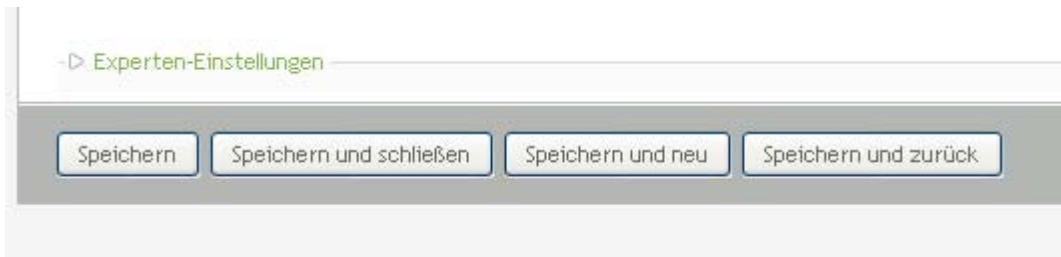 Experten-Einstellungen
Speichern Speichern und schließen Speichern und neu Speichern und zurück